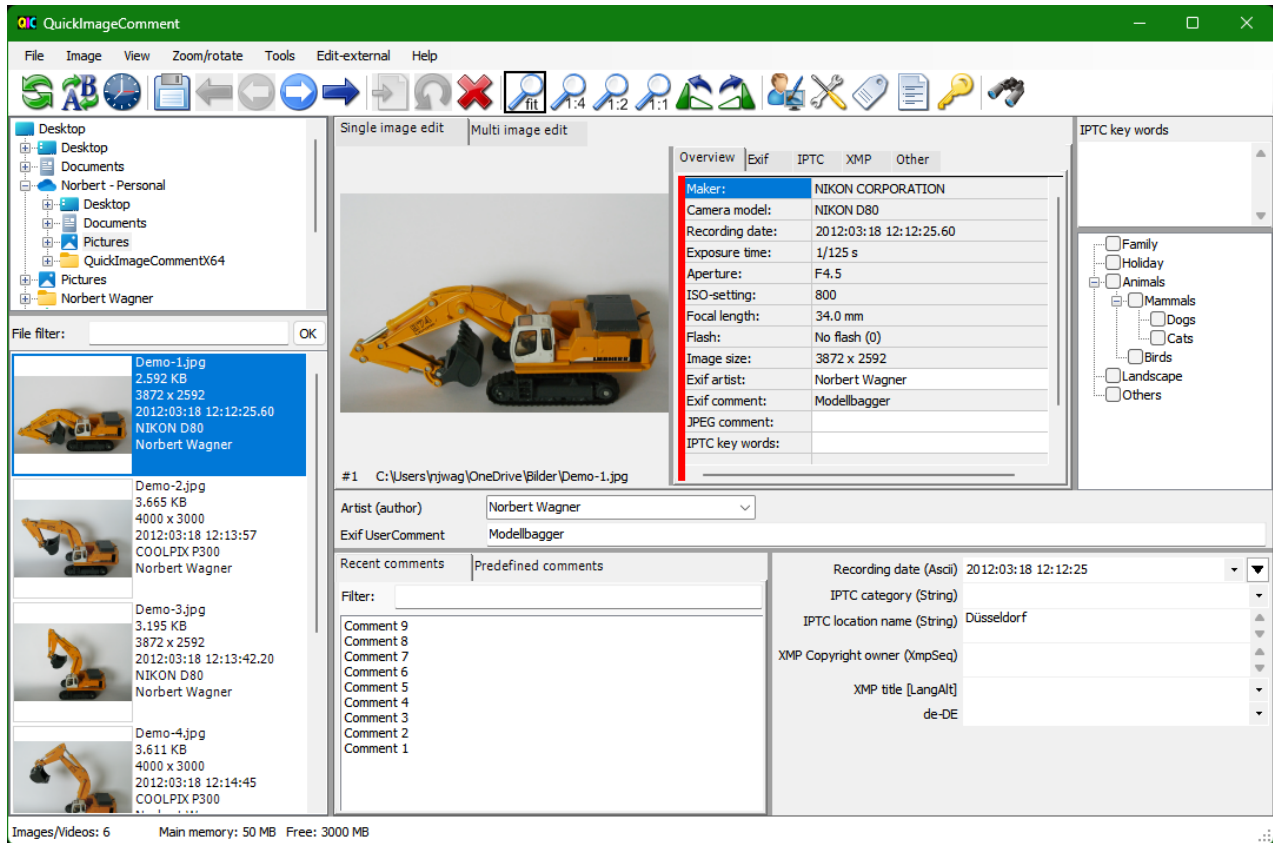 QIC QuickImageComment
File Image View Zoom/rotate Tools Edit-external Help
AB fit 1:4 1:2 1:1
Desktop
Desktop
Documents
Norbert - Personal
Desktop
Documents
Pictures
QuickImageCommentX64
Pictures
Norbert Wagner
File filter: OK
Demo-1.jpg
2.592 KB
3872 x 2592
2012:03:18 12:12:25.60
NIKON D80
Norbert Wagner
Demo-2.jpg
3.665 KB
4000 x 3000
2012:03:18 12:13:57
COOLPIX P300
Norbert Wagner
Demo-3.jpg
3.195 KB
3872 x 2592
2012:03:18 12:13:42.20
NIKON D80
Norbert Wagner
Demo-4.jpg
3.611 KB
4000 x 3000
2012:03:18 12:14:45
COOLPIX P300
Single image edit Multi image edit
LIEBHERR
#1 C:\Users\njwag\OneDrive\Bilder\Demo-1.jpg
Overview Exif IPTC XMP Other
Maker: NIKON CORPORATION
Camera model: NIKON D80
Recording date: 2012:03:18 12:12:25.60
Exposure time: 1/125 s
Aperture: F4.5
ISO-setting: 800
Focal length: 34.0 mm
Flash: No flash (0)
Image size: 3872 x 2592
Exif artist: Norbert Wagner
Exif comment: Modellbagger
JPEG comment:
IPTC key words:
IPTC key words
Family
Holiday
Animals
Mammals
Dogs
Cats
Birds
Landscape
Others
Artist (author) Norbert Wagner
Exif UserComment Modellbagger
Recent comments Predefined comments
Filter:
Comment 9
Comment 8
Comment 7
Comment 6
Comment 5
Comment 4
Comment 3
Comment 2
Comment 1
Recording date (Ascii) 2012:03:18 12:12:25
IPTC category (String)
IPTC location name (String) Düsseldorf
XMP Copyright owner (XmpSeq)
XMP title [LangAlt]
de-DE
Images/Videos: 6 Main memory: 50 MB Free: 3000 MB